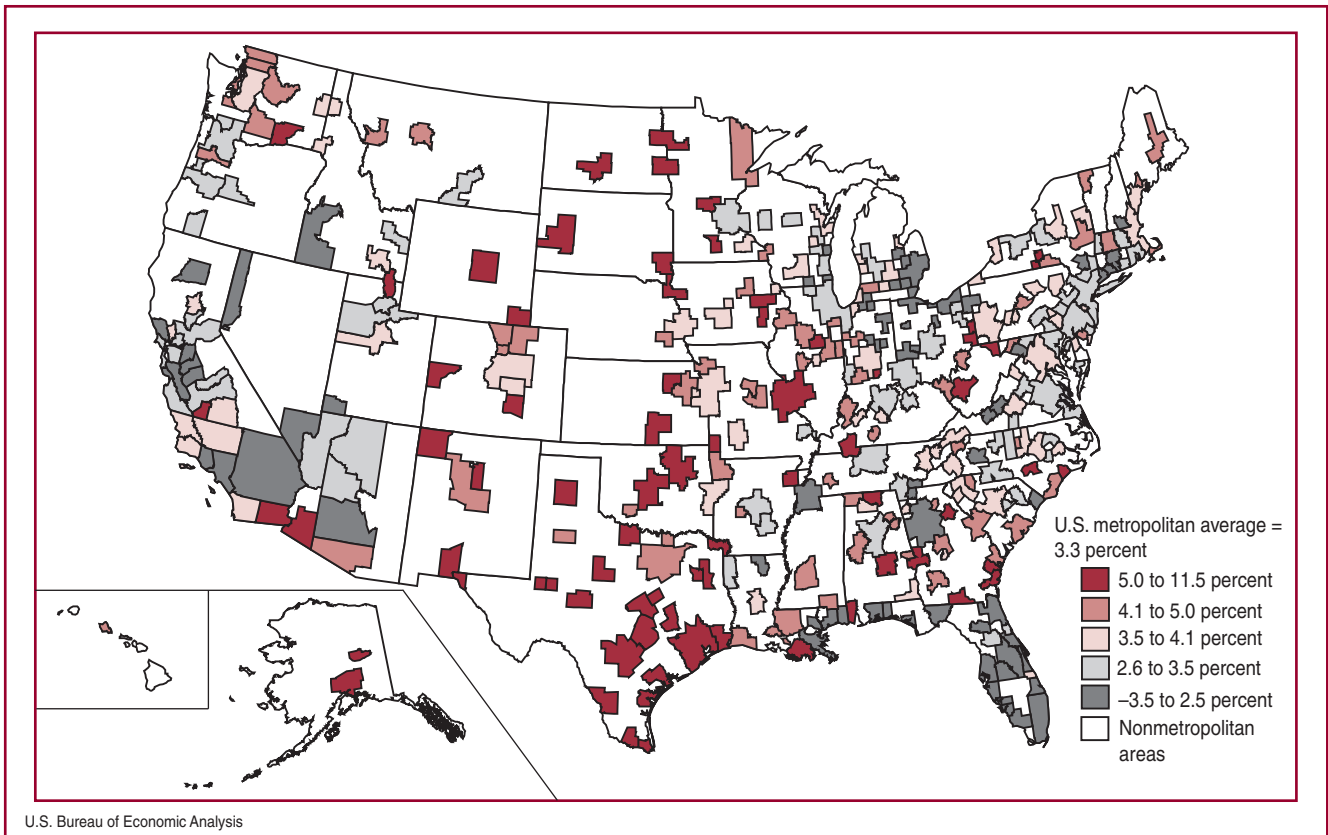 U.S. metropolitan average =
3.3 percent
5.0 to 11.5 percent
4.1 to 5.0 percent
3.5 to 4.1 percent
2.6 to 3.5 percent
–3.5 to 2.5 percent
Nonmetropolitan
areas
U.S. Bureau of Economic Analysis